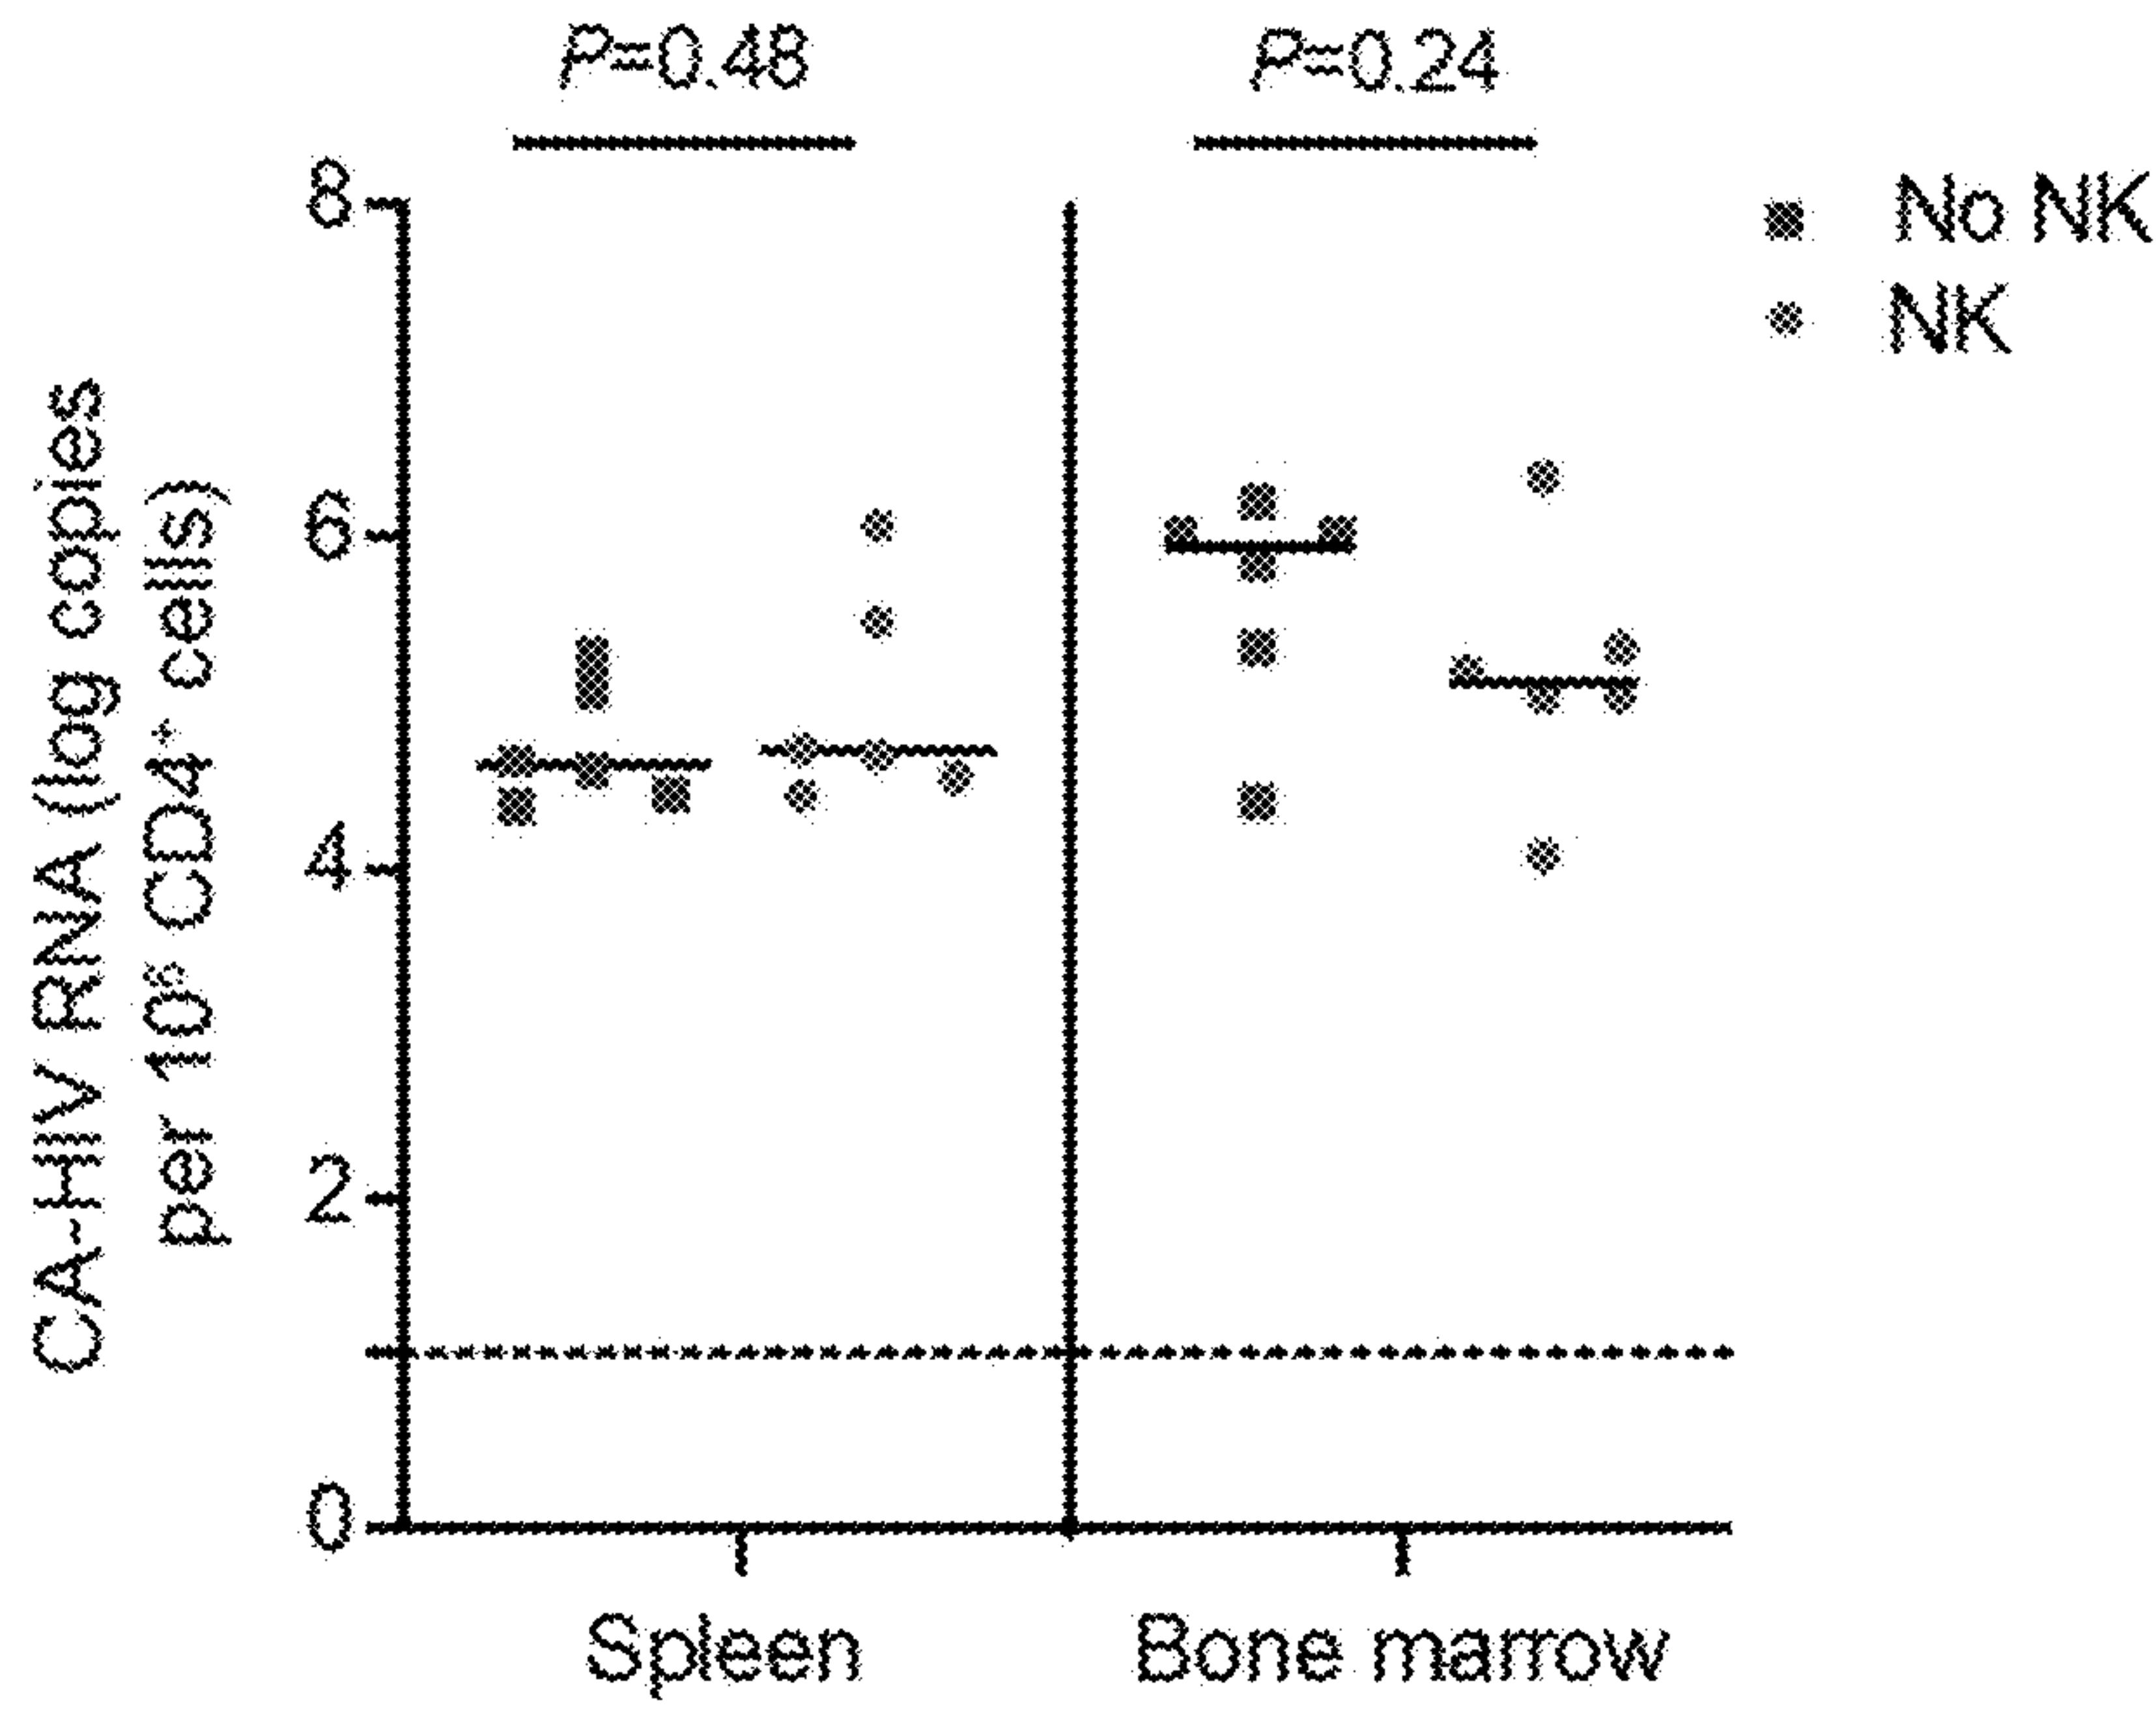 P=0.48
P=0.24
No NK
NK
CA-HIV RNA (log copies
per 10⁶ CD4⁺ cells)
8
6
4
2
0
Spleen
Bone marrow